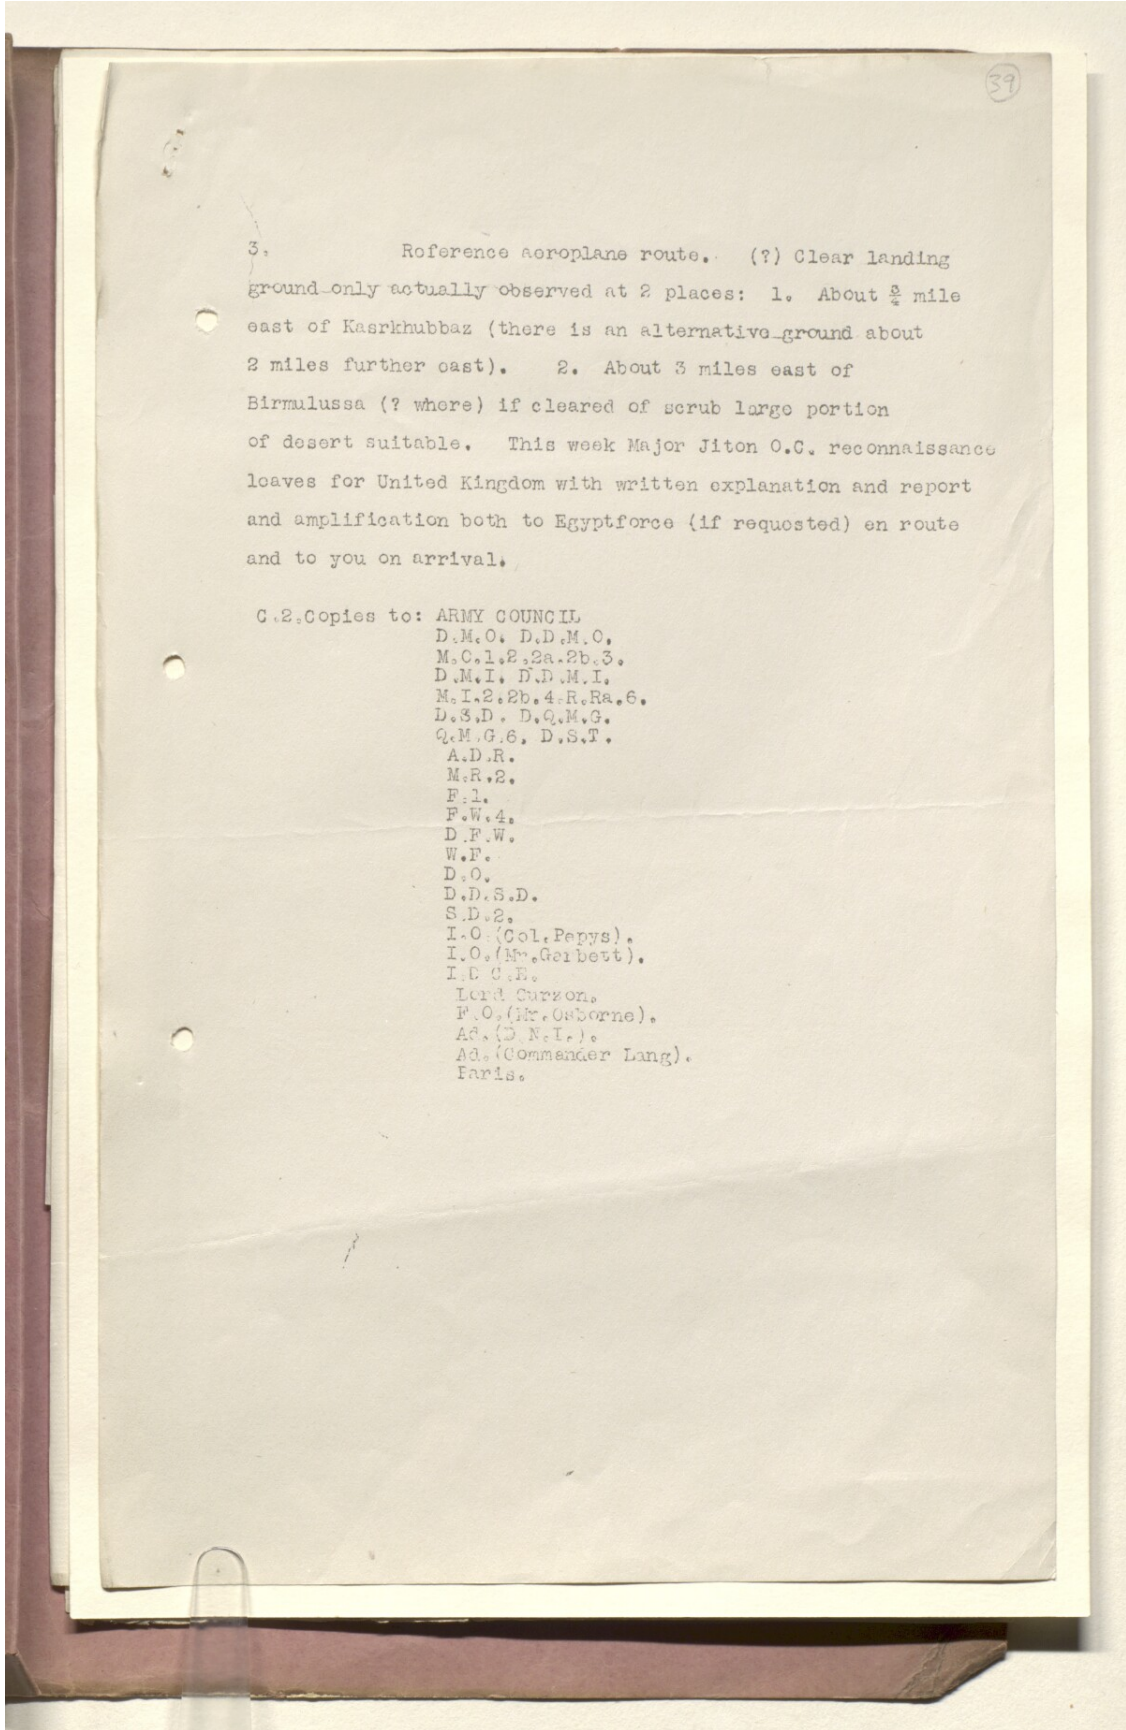 39
3. Reference aeroplane route. (?) Clear landing
ground only actually observed at 2 places: 1. About ¾ mile
east of Kasrkhubbaz (there is an alternative ground about
2 miles further east). 2. About 3 miles east of
Birmulussa (? where) if cleared of scrub large portion
of desert suitable. This week Major Jiton O.C. reconnaissance
leaves for United Kingdom with written explanation and report
and amplification both to Egyptforce (if requested) en route
and to you on arrival.
C.2.Copies to: ARMY COUNCIL
D.M.O. D.D.M.O.
M.O.1.2.2a.2b.3.
D.M.I. D.D.M.I.
M.I.2.2b.4.R.Ra.6.
D.S.D. D.Q.M.G.
Q.M.G.6. D.S.T.
A.D.R.
M.R.2.
F.1.
F.W.4.
D.F.W.
W.F.
D.O.
D.D.S.D.
S.D.2.
I.O.(Col.Pepys).
I.O.(Mr.Garbett).
I.D.C.E.
Lord Curzon.
F.O.(Mr.Osborne).
Ad.(D.N.I.).
Ad.(Commander Lang).
Paris.